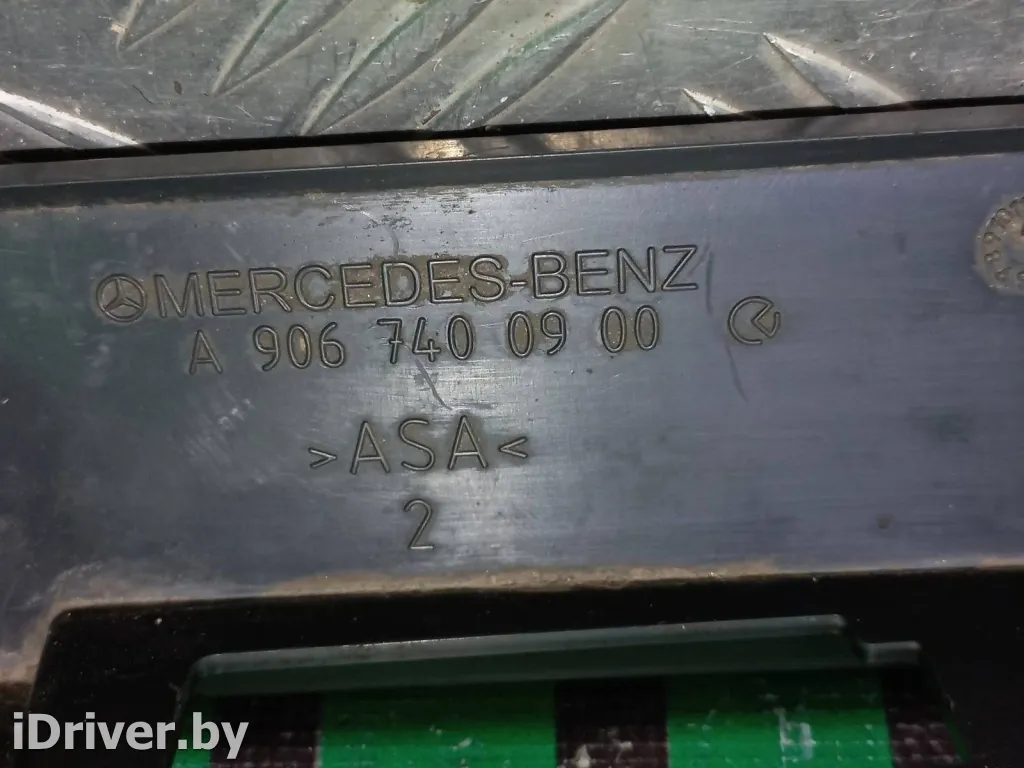 MERCEDES-BENZ
A 906 740 09 00
>ASA<
2
iDriver.by